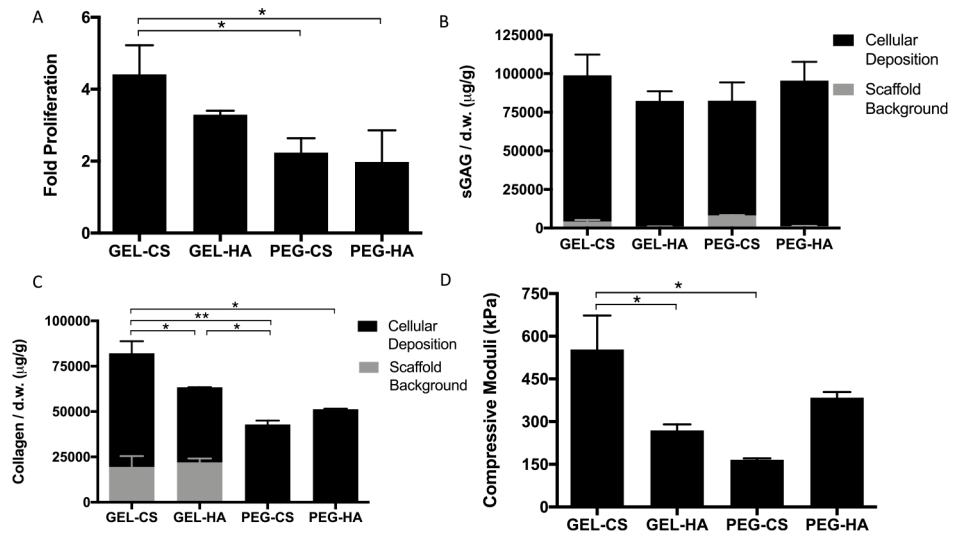 A
Fold Proliferation
6
4
2
0
*
*
GEL-CS GEL-HA PEG-CS PEG-HA
B
sGAG / d.w. (μg/g)
125000
100000
75000
50000
25000
0
GEL-CS GEL-HA PEG-CS PEG-HA
Cellular
Deposition
Scaffold
Background
C
Collagen / d.w. (μg/g)
100000
75000
50000
25000
0
*
**
* *
GEL-CS GEL-HA PEG-CS PEG-HA
Cellular
Deposition
Scaffold
Background
D
Compressive Moduli (kPa)
750
600
450
300
150
0
*
*
GEL-CS GEL-HA PEG-CS PEG-HA